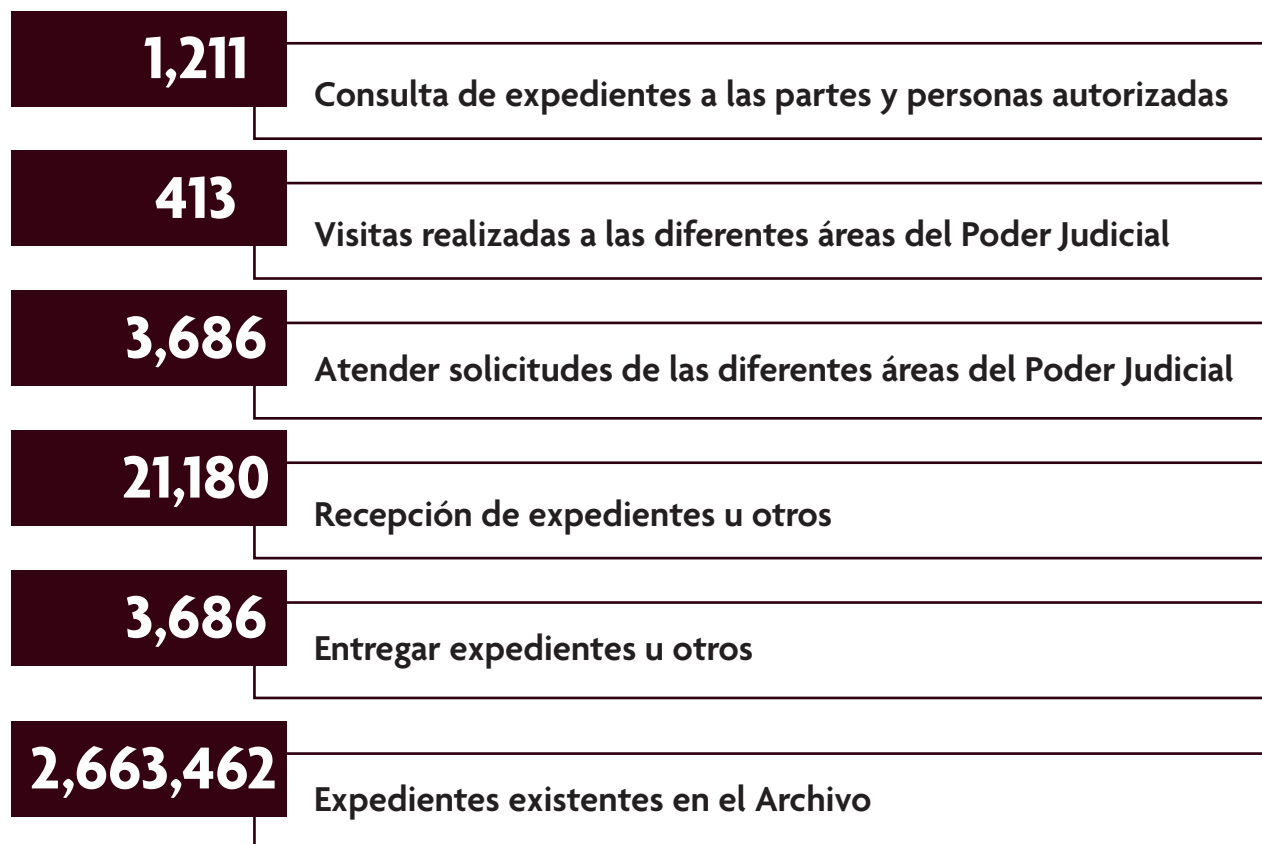 1,211
Consulta de expedientes a las partes y personas autorizadas
413
Visitas realizadas a las diferentes áreas del Poder Judicial
3,686
Atender solicitudes de las diferentes áreas del Poder Judicial
21,180
Recepción de expedientes u otros
3,686
Entregar expedientes u otros
2,663,462
Expedientes existentes en el Archivo